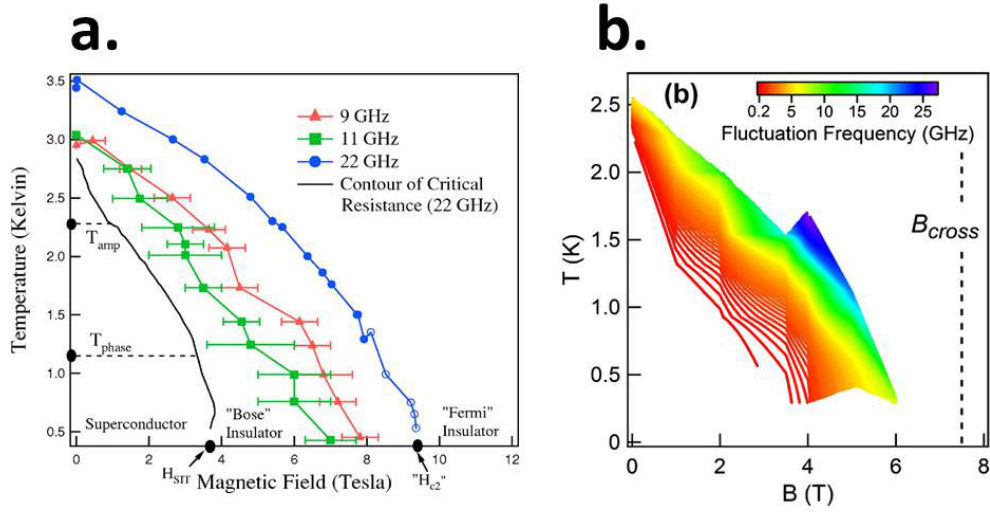 a.
3.5
3.0
2.5
2.0
1.5
1.0
0.5
Temperature (Kelvin)
9 GHz
11 GHz
22 GHz
Contour of Critical
Resistance (22 GHz)
T_amp
T_phase
Superconductor
"Bose"
Insulator
"Fermi"
Insulator
0 2 4 6 8 10 12
H_SIT
Magnetic Field (Tesla)
"H_c2"
b.
(b)
0.2 5 10 15 20 25
Fluctuation Frequency (GHz)
B_cross
2.5
2.0
1.5
1.0
0.5
0
T (K)
0 2 4 6 8
B (T)